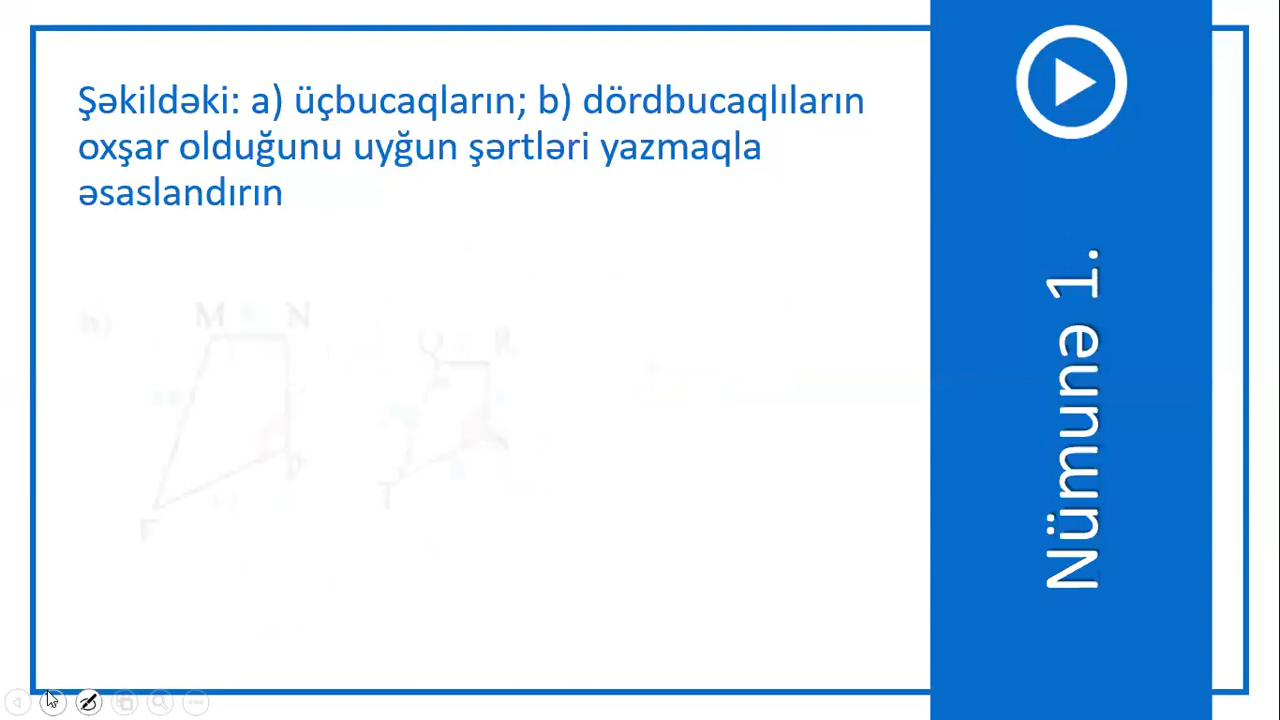 Şəkildəki: a) üçbucaqların; b) dördbucaqlıların
oxşar olduğunu uyğun şərtləri yazmaqla
əsaslandırın
b)
M N
Q R
T
F
Nümunə 1.